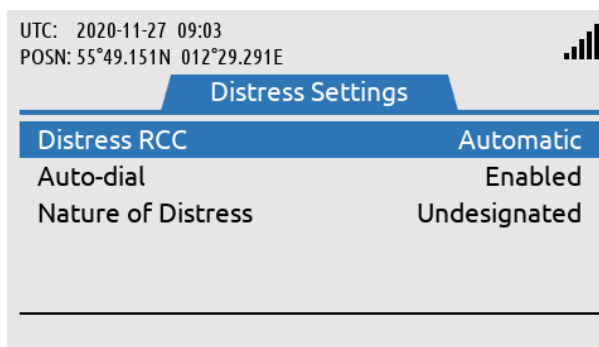 UTC: 2020-11-27 09:03
POSN: 55°49.151N 012°29.291E
Distress Settings
Distress RCC Automatic
Auto-dial Enabled
Nature of Distress Undesignated